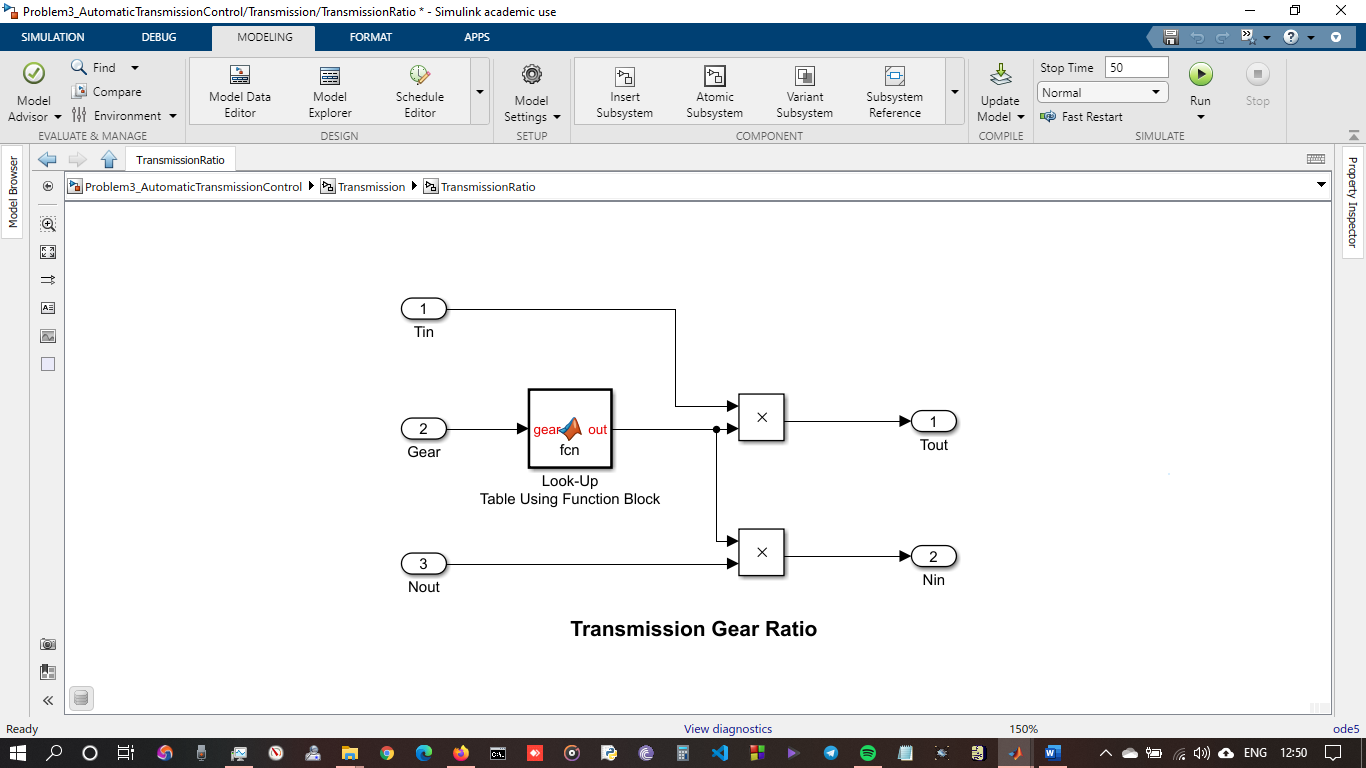 Problem3_AutomaticTransmissionControl/Transmission/TransmissionRatio * - Simulink academic use
SIMULATION DEBUG MODELING FORMAT APPS
Find
Compare
Environment
Model
Advisor
Model Data
Editor
Model
Explorer
Schedule
Editor
Model
Settings
Insert
Subsystem
Atomic
Subsystem
Variant
Subsystem
Subsystem
Reference
Update
Model
Stop Time 50
Normal
Fast Restart
Run
Stop
EVALUATE & MANAGE DESIGN SETUP COMPONENT COMPILE SIMULATE
Model Browser
TransmissionRatio
Problem3_AutomaticTransmissionControl Transmission TransmissionRatio
Property Inspector
1
Tin
2
Gear
gear out
fcn
Look-Up
Table Using Function Block
3
Nout
×
×
1
Tout
2
Nin
Transmission Gear Ratio
Ready View diagnostics 150% ode5
ENG 12:50